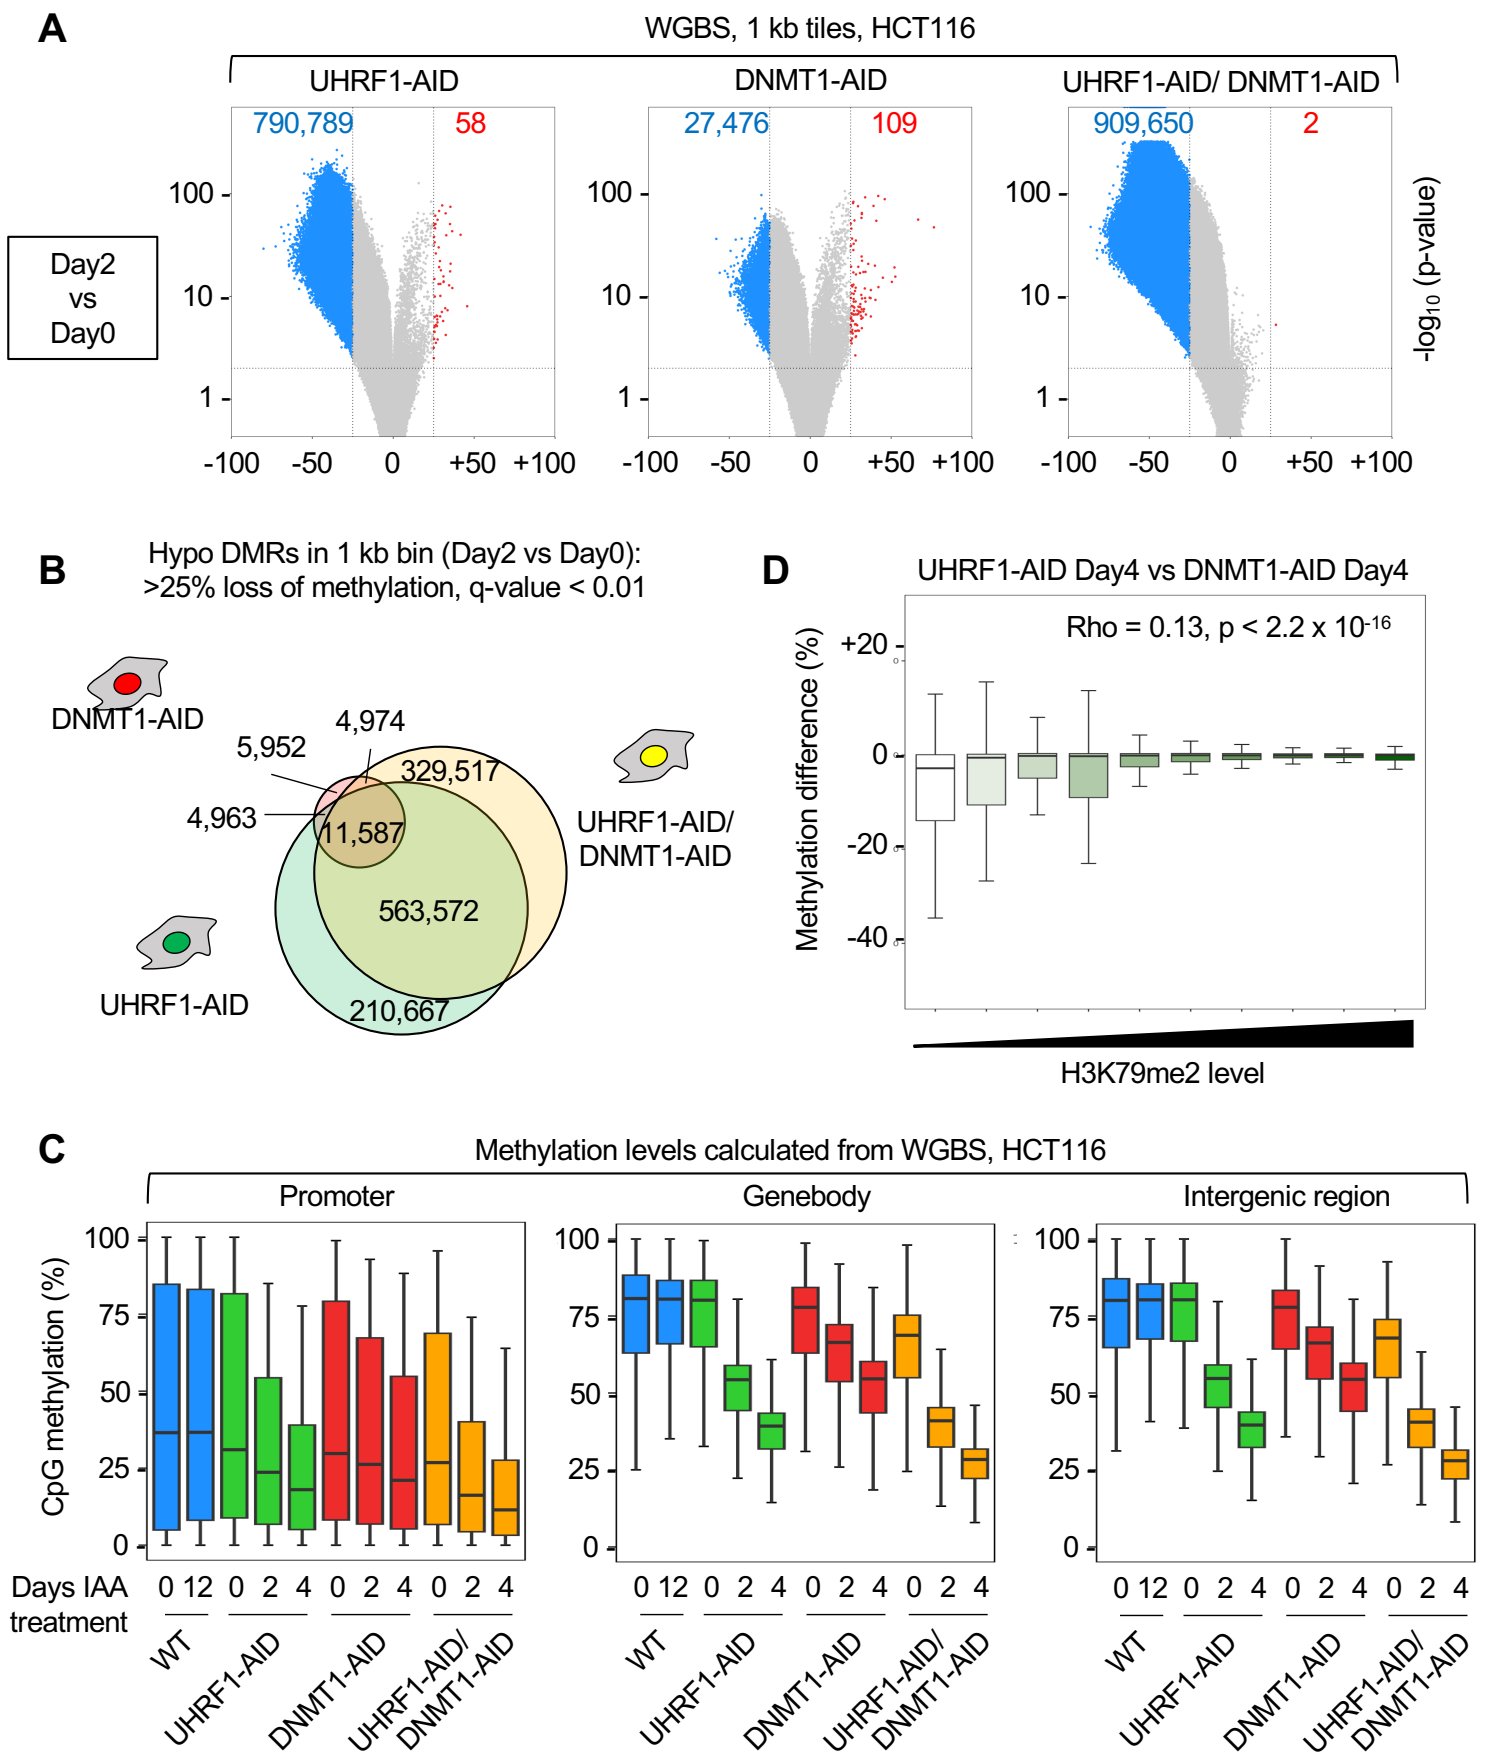 A
WGBS, 1 kb tiles, HCT116
UHRF1-AID
DNMT1-AID
UHRF1-AID/ DNMT1-AID
790,789
58
27,476
109
909,650
2
100
10
1
100
10
1
100
10
1
Day2
vs
Day0
-log10 (p-value)
-100 -50 0 +50 +100
-100 -50 0 +50 +100
-100 -50 0 +50 +100
B
Hypo DMRs in 1 kb bin (Day2 vs Day0):
>25% loss of methylation, q-value < 0.01
DNMT1-AID
4,974
5,952
329,517
4,963
11,587
UHRF1-AID/
DNMT1-AID
563,572
UHRF1-AID
210,667
D
UHRF1-AID Day4 vs DNMT1-AID Day4
Rho = 0.13, p < 2.2 x 10-16
Methylation difference (%)
+20
0
-20
-40
H3K79me2 level
C
Methylation levels calculated from WGBS, HCT116
Promoter
Genebody
Intergenic region
CpG methylation (%)
100
75
50
25
0
100
75
50
25
0
100
75
50
25
0
Days IAA
treatment
0 12 0 2 4 0 2 4 0 2 4
0 12 0 2 4 0 2 4 0 2 4
0 12 0 2 4 0 2 4 0 2 4
WT
UHRF1-AID
DNMT1-AID
UHRF1-AID/
DNMT1-AID
WT
UHRF1-AID
DNMT1-AID
UHRF1-AID/
DNMT1-AID
WT
UHRF1-AID
DNMT1-AID
UHRF1-AID/
DNMT1-AID